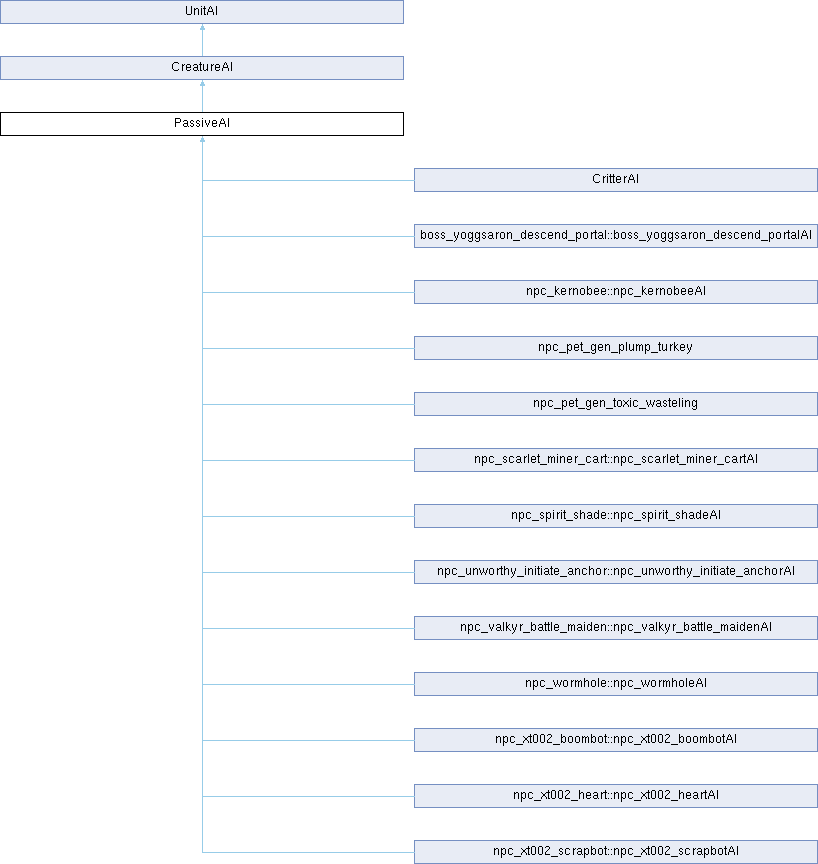 UnitAI
CreatureAI
PassiveAI
CritterAI
boss_yoggsaron_descend_portal::boss_yoggsaron_descend_portalAI
npc_kernobee::npc_kernobeeAI
npc_pet_gen_plump_turkey
npc_pet_gen_toxic_wasteling
npc_scarlet_miner_cart::npc_scarlet_miner_cartAI
npc_spirit_shade::npc_spirit_shadeAI
npc_unworthy_initiate_anchor::npc_unworthy_initiate_anchorAI
npc_valkyr_battle_maiden::npc_valkyr_battle_maidenAI
npc_wormhole::npc_wormholeAI
npc_xt002_boombot::npc_xt002_boombotAI
npc_xt002_heart::npc_xt002_heartAI
npc_xt002_scrapbot::npc_xt002_scrapbotAI